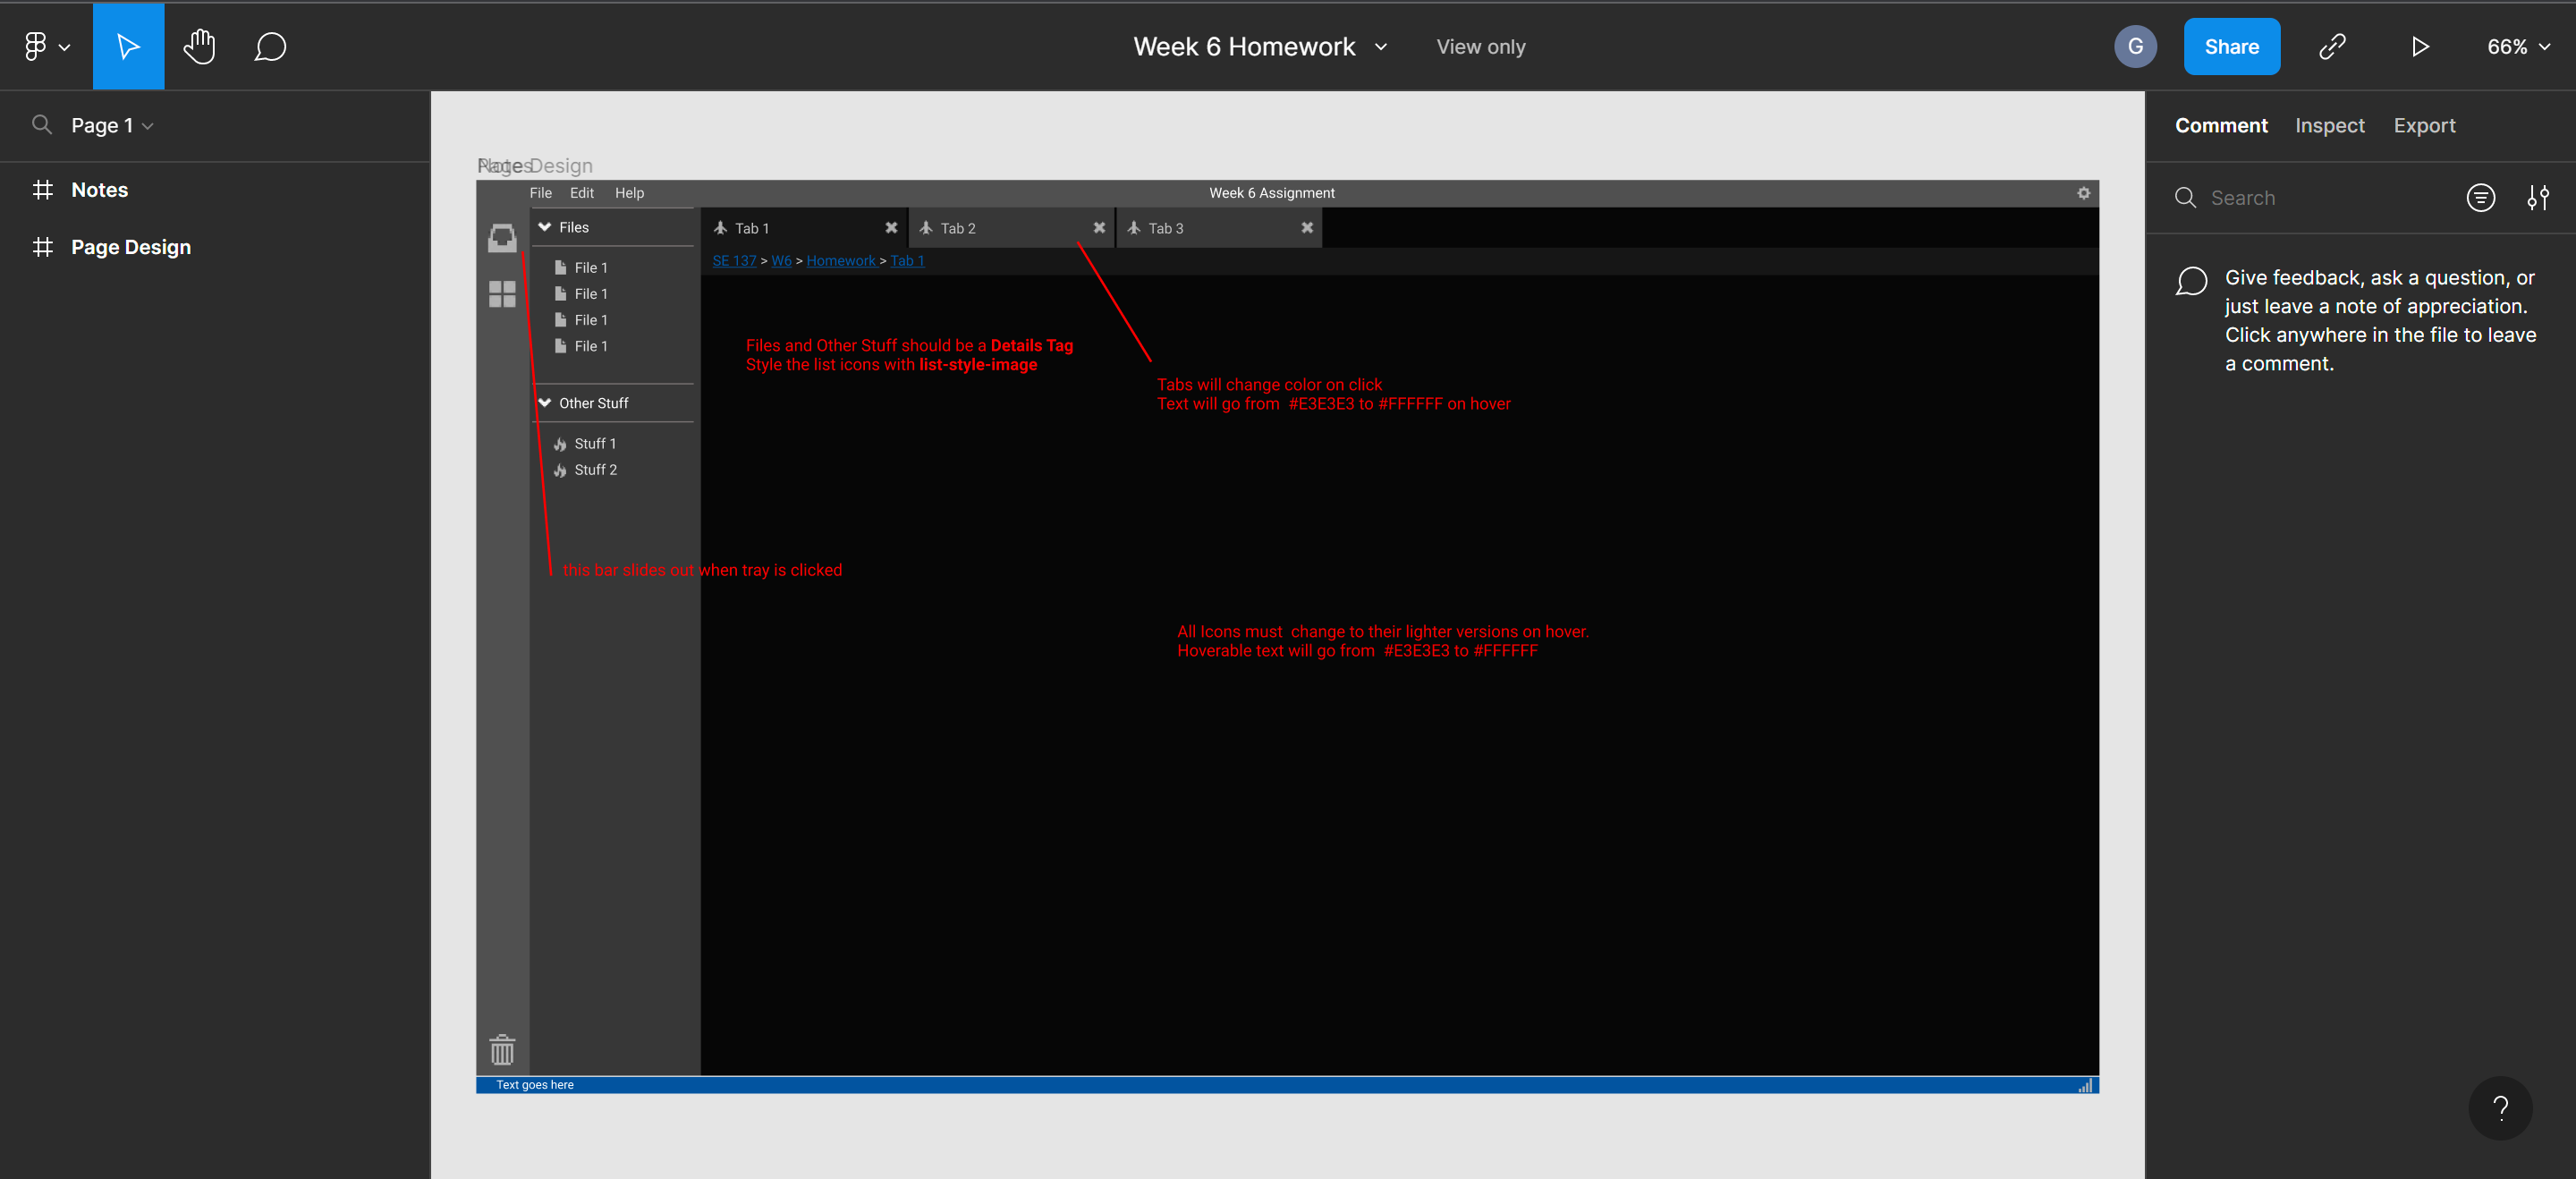 Week 6 Homework
View only
G
Share
66%
Page 1
Notes
Page Design
Notes
Page Design
File Edit Help
Week 6 Assignment
Files
File 1
File 1
File 1
File 1
Other Stuff
Stuff 1
Stuff 2
Tab 1
Tab 2
Tab 3
SE 137 > W6 > Homework > Tab 1
Files and Other Stuff should be a Details Tag
Style the list icons with list-style-image
Tabs will change color on click
Text will go from #E3E3E3 to #FFFFFF on hover
this bar slides out when tray is clicked
All Icons must change to their lighter versions on hover.
Hoverable text will go from #E3E3E3 to #FFFFFF
Text goes here
Comment Inspect Export
Search
Give feedback, ask a question, or
just leave a note of appreciation.
Click anywhere in the file to leave
a comment.
?